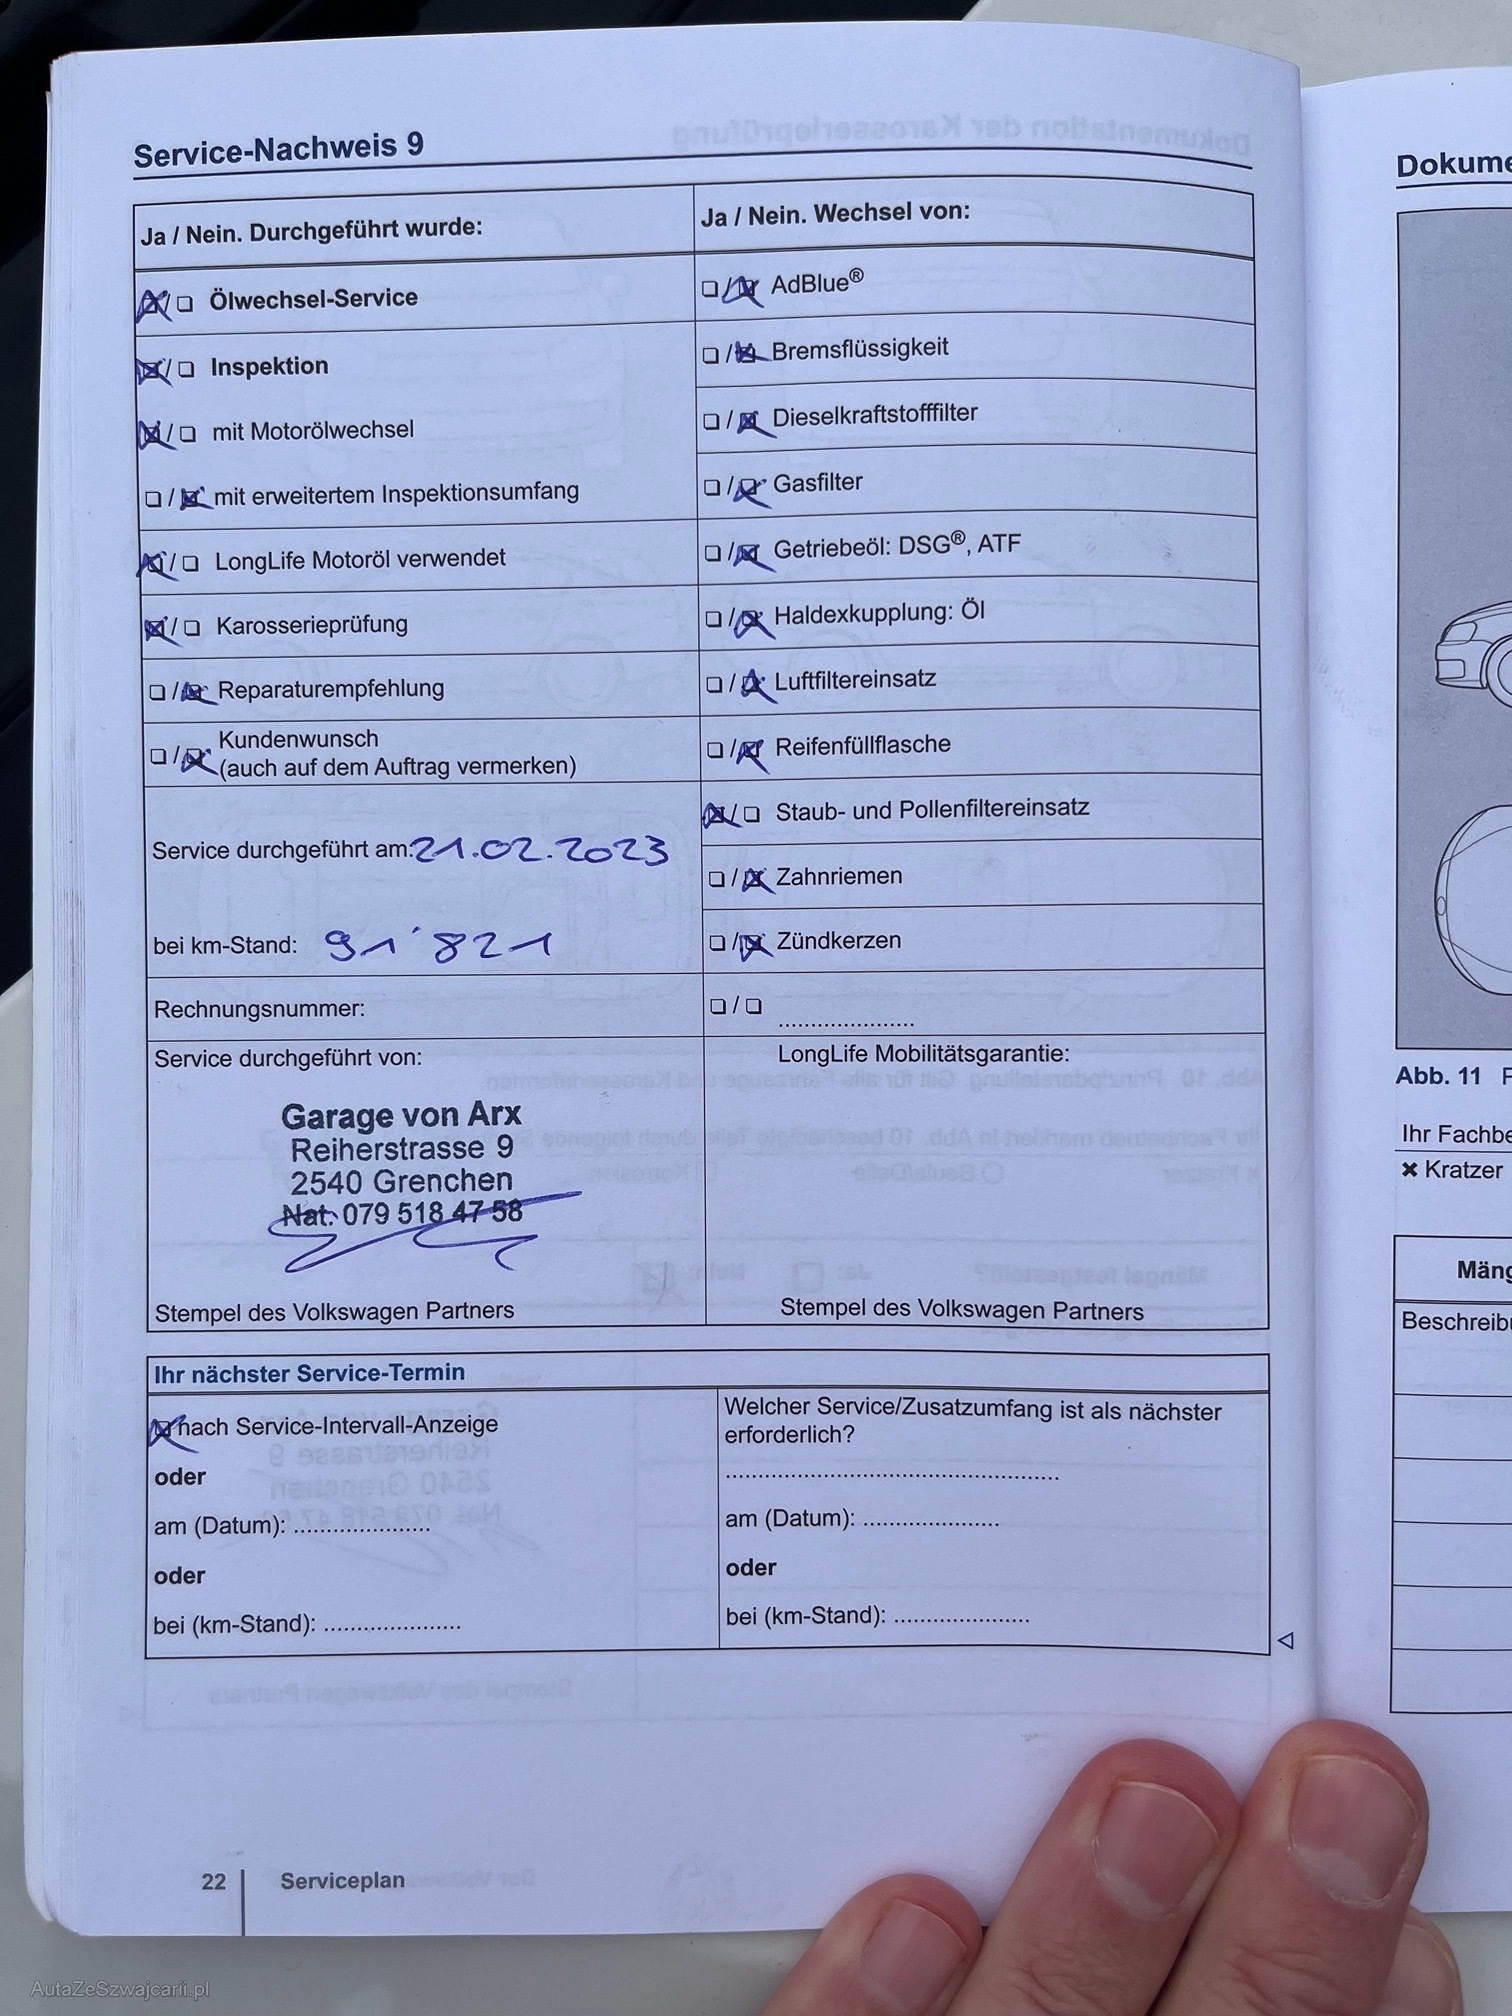 Service-Nachweis 9
Ja / Nein. Durchgeführt wurde:
☒/☐ Ölwechsel-Service
☒/☐ Inspektion
☒/☐ mit Motorölwechsel
☐/☒ mit erweitertem Inspektionsumfang
☒/☐ LongLife Motoröl verwendet
☒/☐ Karosserieprüfung
☐/☒ Reparaturempfehlung
☐/☒ Kundenwunsch
(auch auf dem Auftrag vermerken)
Service durchgeführt am: 21.02.2023
bei km-Stand: 91'821
Rechnungsnummer:
Service durchgeführt von:
Garage von Arx
Reiherstrasse 9
2540 Grenchen
Nat. 079 518 47 58
Stempel des Volkswagen Partners
Ja / Nein. Wechsel von:
☐/☒ AdBlue®
☐/☒ Bremsflüssigkeit
☐/☒ Dieselkraftstofffilter
☐/☒ Gasfilter
☐/☒ Getriebeöl: DSG®, ATF
☐/☒ Haldexkupplung: Öl
☐/☒ Luftfiltereinsatz
☐/☒ Reifenfüllflasche
☒/☐ Staub- und Pollenfiltereinsatz
☐/☒ Zahnriemen
☐/☒ Zündkerzen
☐/☐ .....................
LongLife Mobilitätsgarantie:
Stempel des Volkswagen Partners
Ihr nächster Service-Termin
☒ nach Service-Intervall-Anzeige
oder
am (Datum): .....................
oder
bei (km-Stand): .....................
Welcher Service/Zusatzumfang ist als nächster
erforderlich?
....................................................
am (Datum): .....................
oder
bei (km-Stand): .....................
22 Serviceplan
Dokume
Abb. 11 P
Ihr Fachbe
✖ Kratzer
Mäng
Beschreibu
AutaZeSzwajcarii.pl